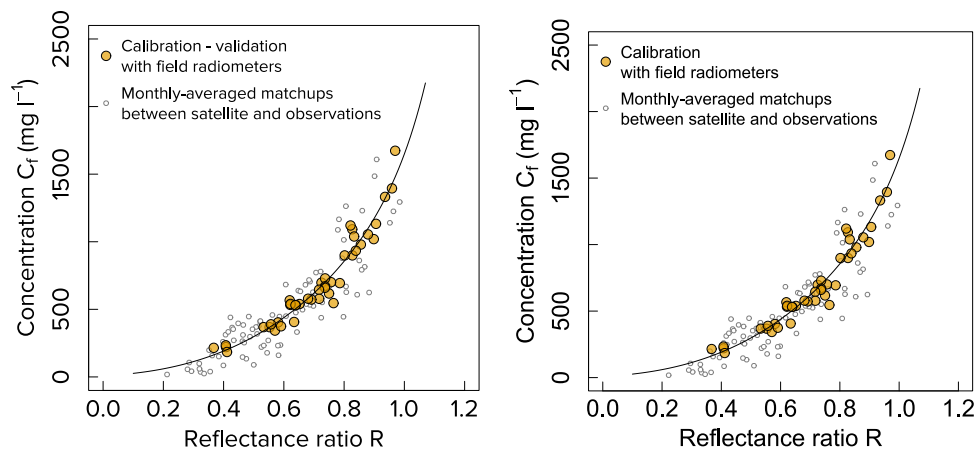 Calibration - validation
with field radiometers
Monthly-averaged matchups
between satellite and observations
Concentration C_f (mg l⁻¹)
2500
1500
500
0
0.0 0.2 0.4 0.6 0.8 1.0 1.2
Reflectance ratio R
Calibration
with field radiometers
Monthly-averaged matchups
between satellite and observations
Concentration C_f (mg l⁻¹)
2500
1500
500
0
0.0 0.2 0.4 0.6 0.8 1.0 1.2
Reflectance ratio R